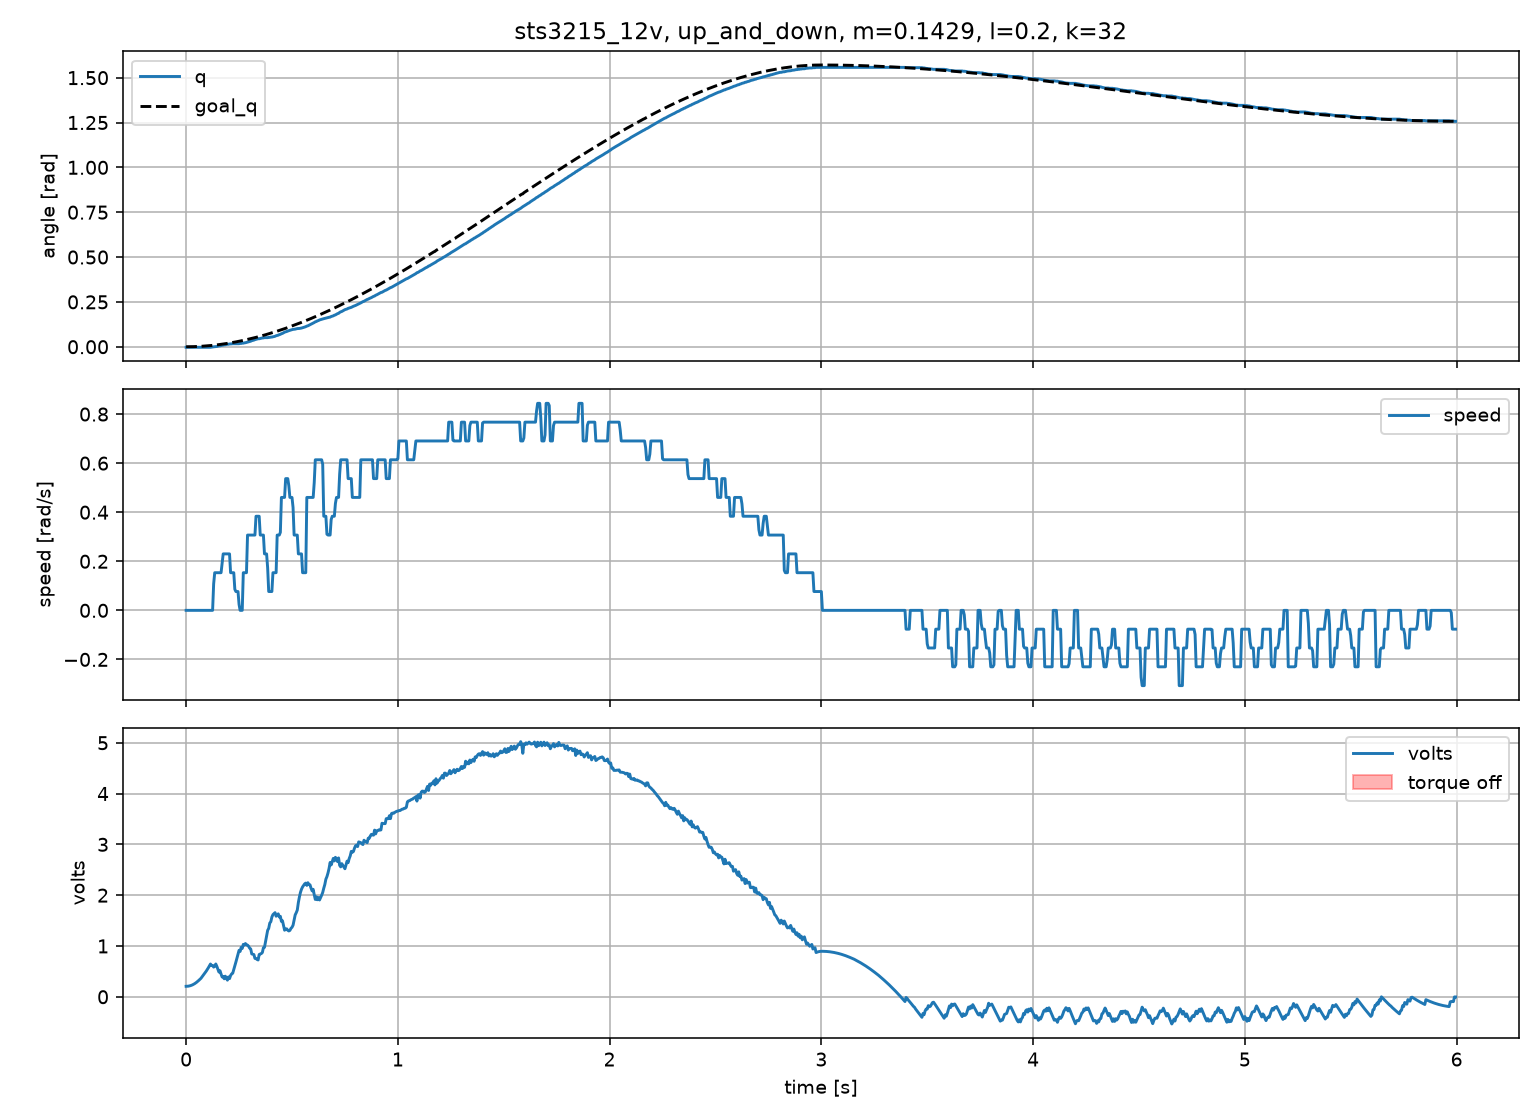 sts3215_12v, up_and_down, m=0.1429, l=0.2, k=32
q
goal_q
1.50
1.25
1.00
0.75
0.50
0.25
0.00
angle [rad]
speed
0.8
0.6
0.4
0.2
0.0
−0.2
speed [rad/s]
volts
torque off
5
4
3
2
1
0
volts
0 1 2 3 4 5 6
time [s]